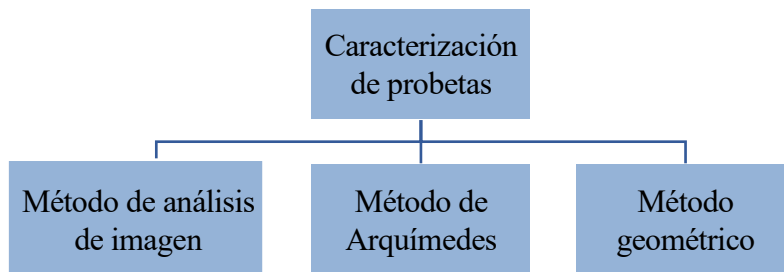 Caracterización
de probetas
Método de análisis
de imagen
Método de
Arquímedes
Método
geométrico